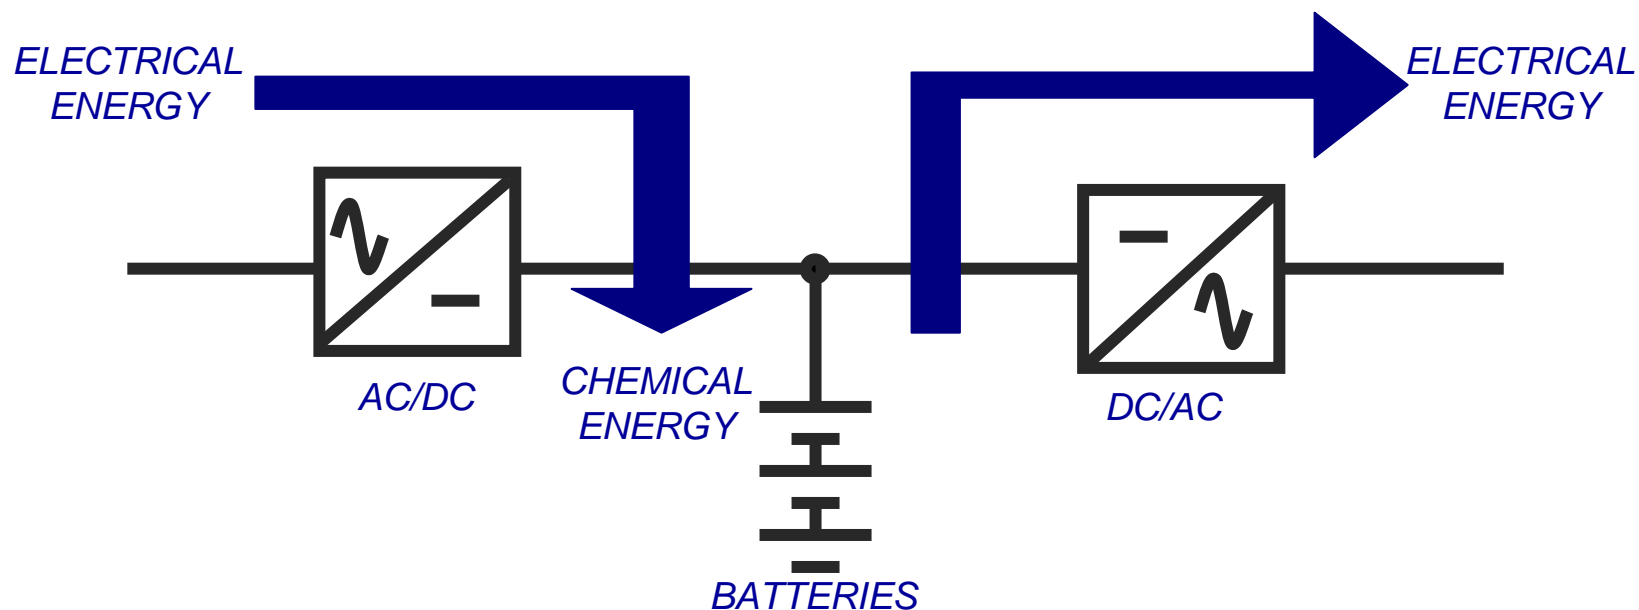 ELECTRICAL
ENERGY
ELECTRICAL
ENERGY
AC/DC
CHEMICAL
ENERGY
DC/AC
BATTERIES